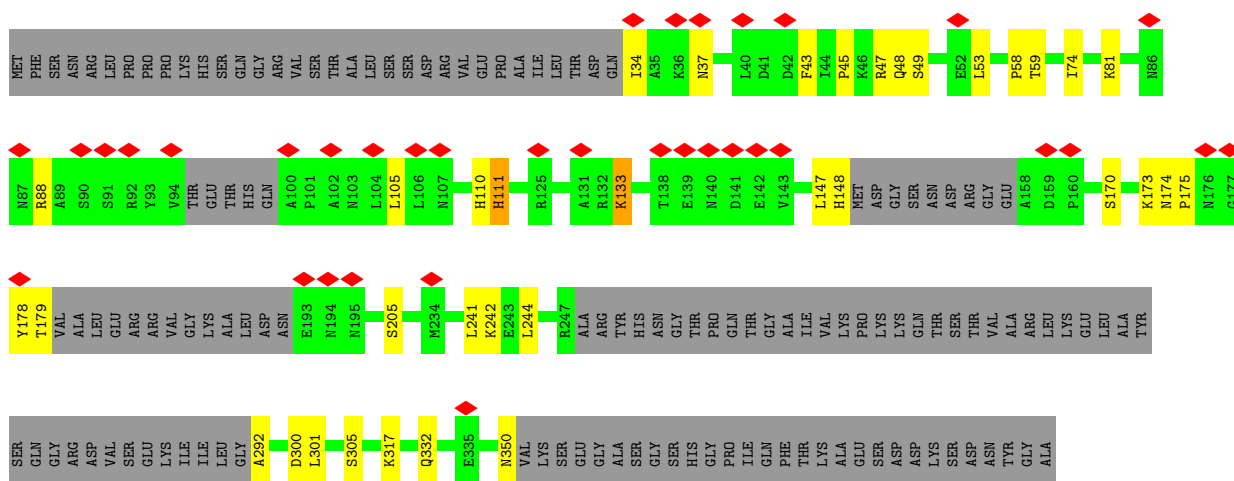 MET PHE SER ASN ARG LEU PRO PRO PRO LYS HIS SER GLN GLY ARG VAL SER THR ALA LEU SER SER ASP ARG VAL GLU PRO ALA ILE LEU THR ASP GLN I34 A35 K36 N37 L40 D41 D42 F43 I44 P45 K46 R47 Q48 S49 E52 L53 P58 T59 I74 K81 N86
N87 R88 A89 S90 S91 R92 Y93 V94 THR GLU THR HIS GLN A100 P101 A102 N103 L104 L105 L106 N107 H110 H111 R125 A131 R132 K133 T138 E139 N140 D141 E142 V143 L147 H148 MET ASP GLY SER ASN ASP ARG GLY GLU A158 D159 P160 S170 K173 N174 P175 N176 G177
Y178 T179 VAL ALA LEU GLU ARG ARG VAL GLY LYS ALA LEU ASP ASN E193 N194 N195 S205 M234 L241 K242 E243 L244 R247 ALA ARG TYR HIS ASN GLY THR PRO GLN THR GLY ALA ILE VAL LYS PRO LYS LYS GLN THR SER THR VAL ALA ARG LEU LYS GLU LEU ALA TYR
SER GLN GLY ARG ASP VAL SER GLU LYS ILE ILE LEU GLY A292 D300 L301 S305 K317 Q332 E335 N350 VAL LYS SER GLU GLY ALA SER GLY SER HIS GLY PRO ILE GLN PHE THR LYS ALA GLU SER ASP ASP LYS SER ASP ASN TYR GLY ALA